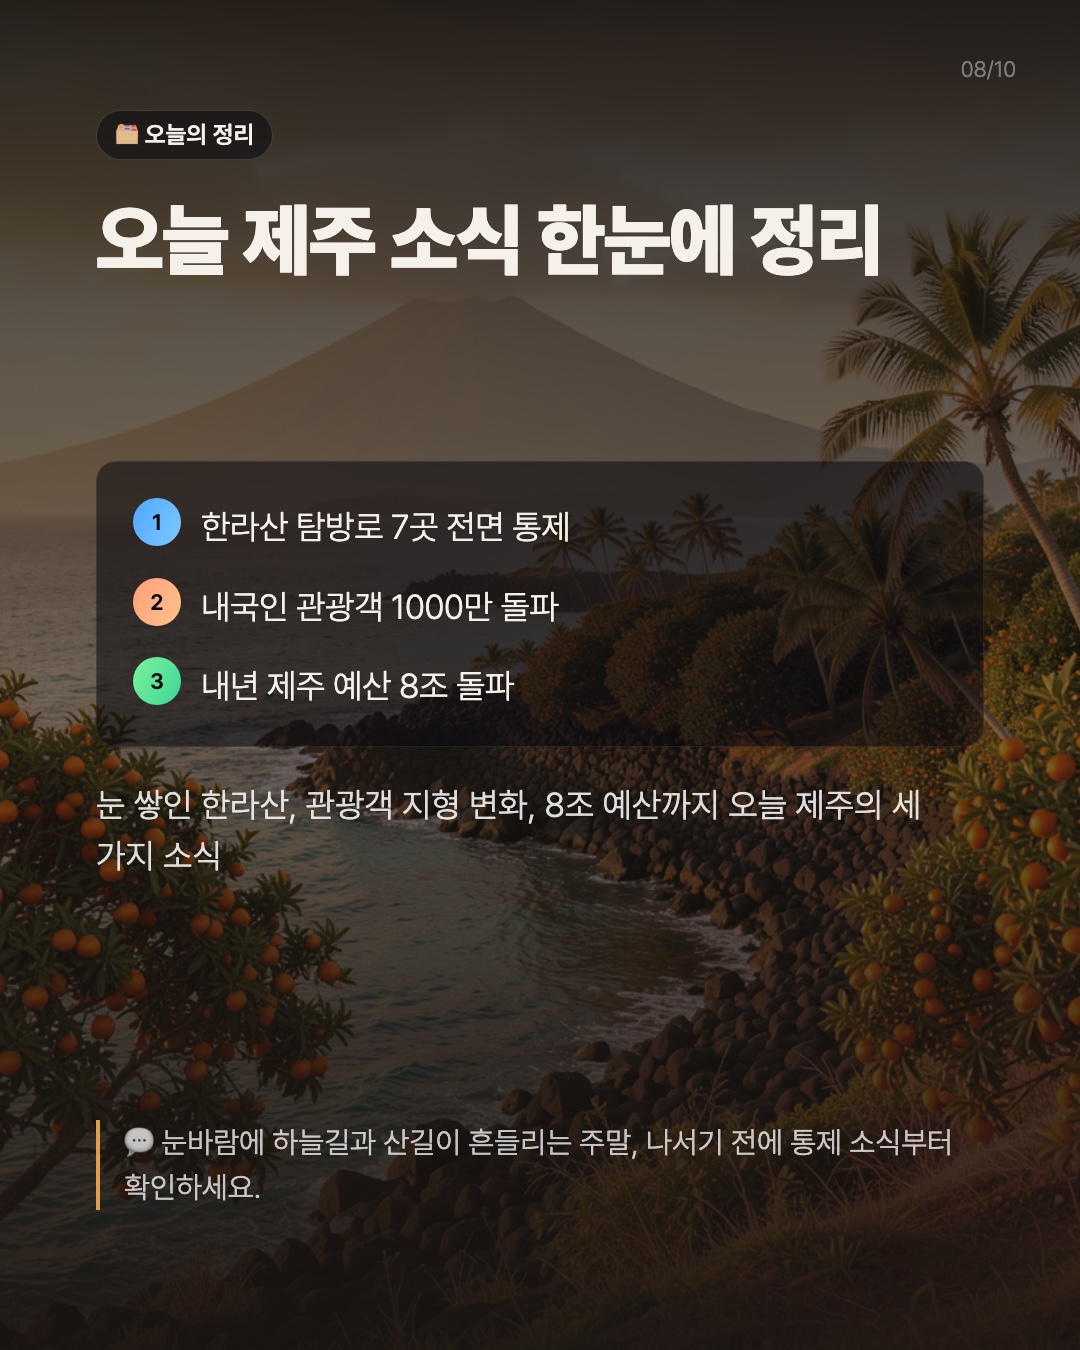 08/10
🗂️ 오늘의 정리
오늘 제주 소식 한눈에 정리
1 한라산 탐방로 7곳 전면 통제
2 내국인 관광객 1000만 돌파
3 내년 제주 예산 8조 돌파
눈 쌓인 한라산, 관광객 지형 변화, 8조 예산까지 오늘 제주의 세
가지 소식
💬 눈바람에 하늘길과 산길이 흔들리는 주말, 나서기 전에 통제 소식부터
확인하세요.